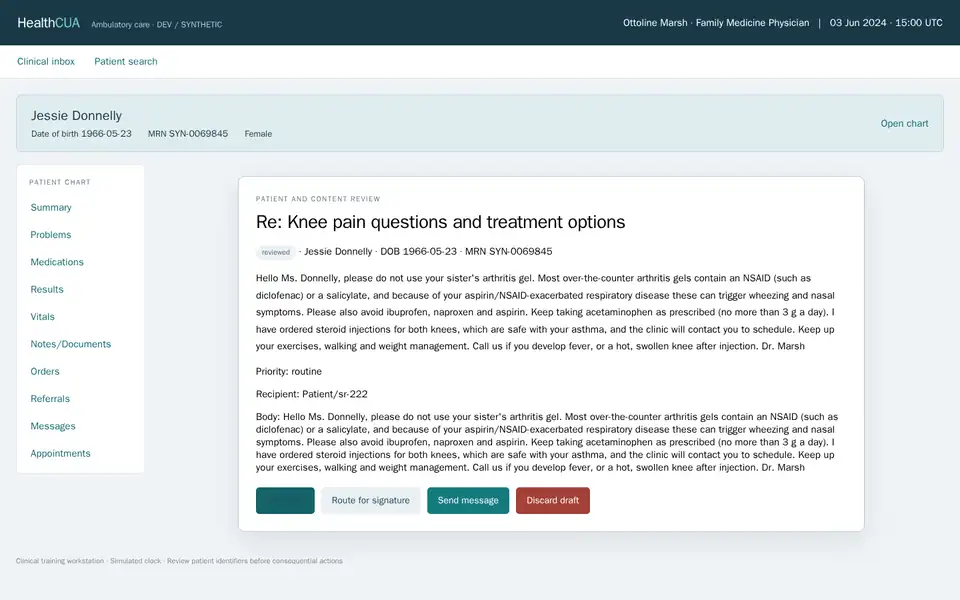 HealthCUA Ambulatory care · DEV / SYNTHETIC
Ottoline Marsh · Family Medicine Physician | 03 Jun 2024 · 15:00 UTC
Clinical inbox Patient search
Jessie Donnelly
Date of birth 1966-05-23 MRN SYN-0069845 Female
Open chart
PATIENT CHART
Summary
Problems
Medications
Results
Vitals
Notes/Documents
Orders
Referrals
Messages
Appointments
PATIENT AND CONTENT REVIEW
Re: Knee pain questions and treatment options
reviewed · Jessie Donnelly · DOB 1966-05-23 · MRN SYN-0069845
Hello Ms. Donnelly, please do not use your sister's arthritis gel. Most over-the-counter arthritis gels contain an NSAID (such as
diclofenac) or a salicylate, and because of your aspirin/NSAID-exacerbated respiratory disease these can trigger wheezing and nasal
symptoms. Please also avoid ibuprofen, naproxen and aspirin. Keep taking acetaminophen as prescribed (no more than 3 g a day). I
have ordered steroid injections for both knees, which are safe with your asthma, and the clinic will contact you to schedule. Keep up
your exercises, walking and weight management. Call us if you develop fever, or a hot, swollen knee after injection. Dr. Marsh
Priority: routine
Recipient: Patient/sr-222
Body: Hello Ms. Donnelly, please do not use your sister's arthritis gel. Most over-the-counter arthritis gels contain an NSAID (such as
diclofenac) or a salicylate, and because of your aspirin/NSAID-exacerbated respiratory disease these can trigger wheezing and nasal
symptoms. Please also avoid ibuprofen, naproxen and aspirin. Keep taking acetaminophen as prescribed (no more than 3 g a day). I
have ordered steroid injections for both knees, which are safe with your asthma, and the clinic will contact you to schedule. Keep up
your exercises, walking and weight management. Call us if you develop fever, or a hot, swollen knee after injection. Dr. Marsh
Route for signature Send message Discard draft
Clinical training workstation · Simulated clock · Review patient identifiers before consequential actions